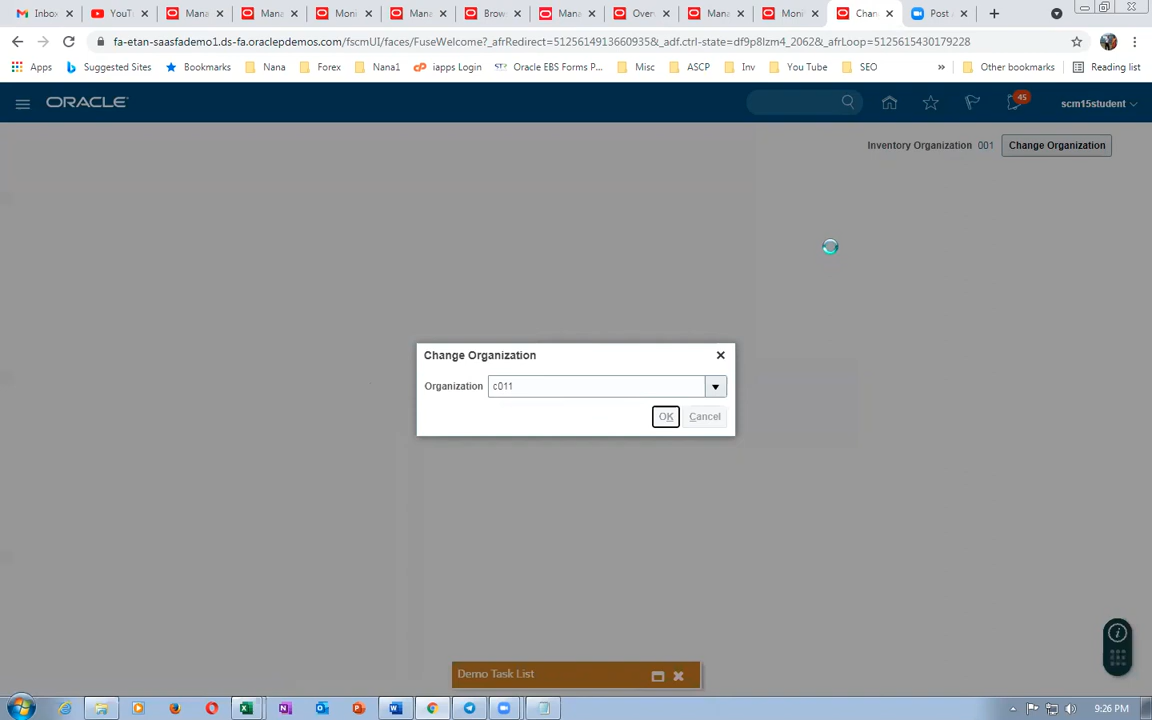 Inbox
YouT
Mana
Mana
Moni
Mana
Brow
Mana
Over
Mana
Moni
Chan
Post
fa-etan-saasfademo1.ds-fa.oraclepdemos.com/fscmUI/faces/FuseWelcome?_afrRedirect=5125614913660935&_adf.ctrl-state=df9p8lzm4_2062&_afrLoop=5125615430179228
Apps
Suggested Sites
Bookmarks
Nana
Forex
Nana1
iapps Login
Oracle EBS Forms P...
Misc
ASCP
Inv
You Tube
SEO
»
Other bookmarks
Reading list
ORACLE
45
scm15student
Inventory Organization 001
Change Organization
Change Organization
Organization c011
OK
Cancel
Demo Task List
9:26 PM